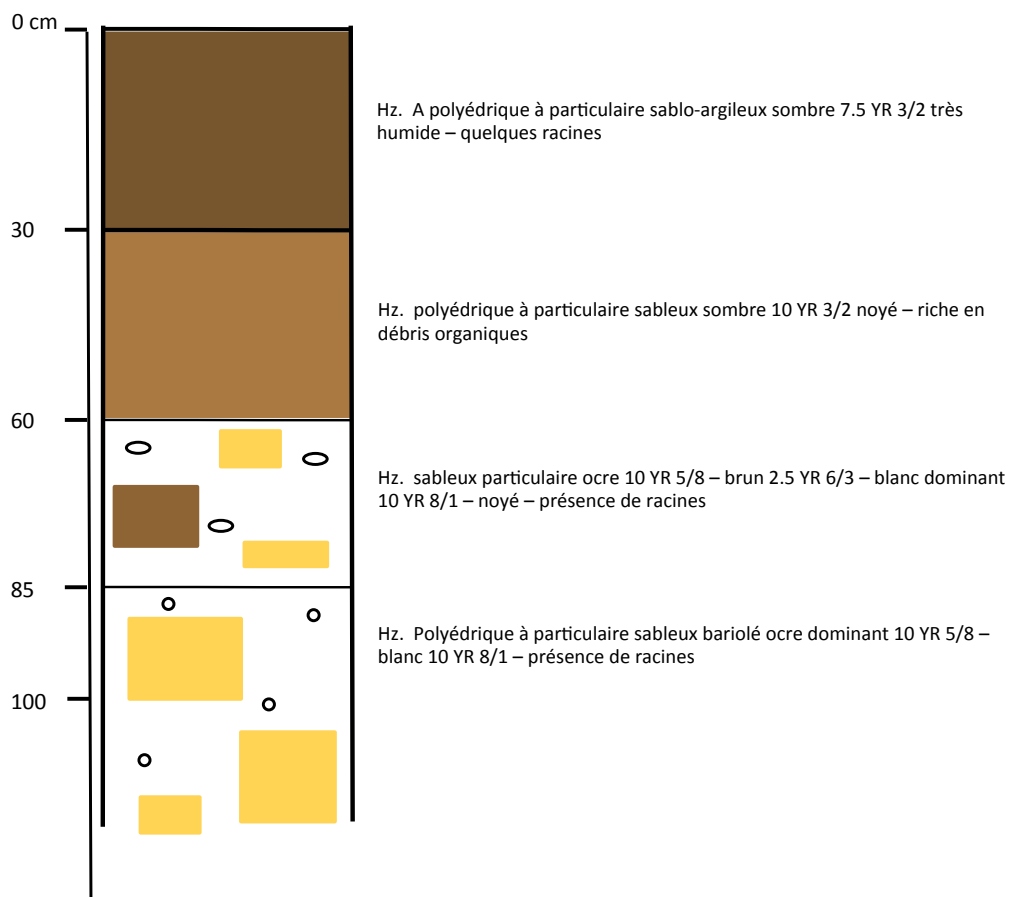 0 cm
Hz. A polyédrique à particulaire sablo-argileux sombre 7.5 YR 3/2 très
humide – quelques racines
30
Hz. polyédrique à particulaire sableux sombre 10 YR 3/2 noyé – riche en
débris organiques
60
Hz. sableux particulaire ocre 10 YR 5/8 – brun 2.5 YR 6/3 – blanc dominant
10 YR 8/1 – noyé – présence de racines
85
Hz. Polyédrique à particulaire sableux bariolé ocre dominant 10 YR 5/8 –
blanc 10 YR 8/1 – présence de racines
100